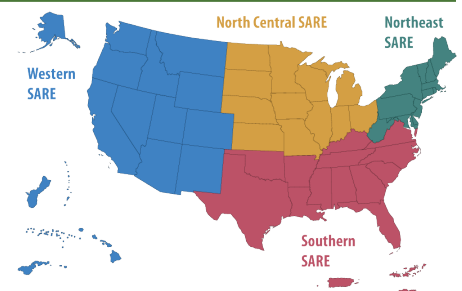 North Central SARE
Northeast
SARE
Western
SARE
Southern
SARE